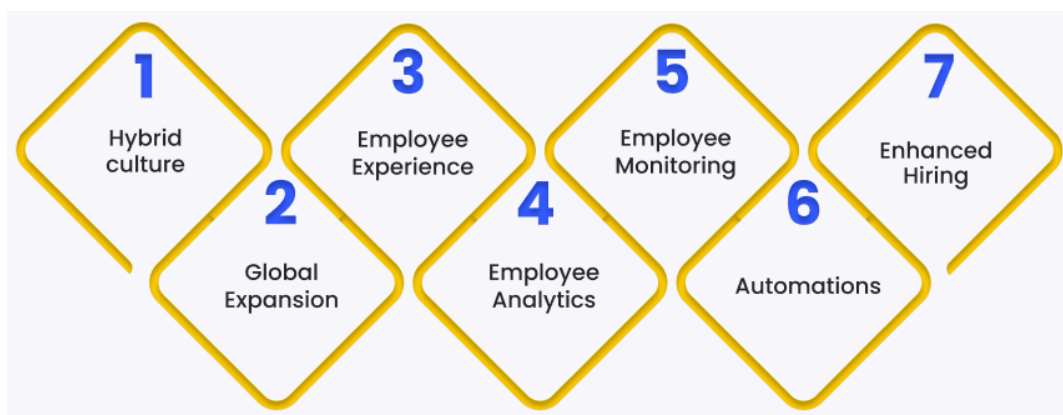 1
Hybrid
culture
2
Global
Expansion
3
Employee
Experience
4
Employee
Analytics
5
Employee
Monitoring
6
Automations
7
Enhanced
Hiring